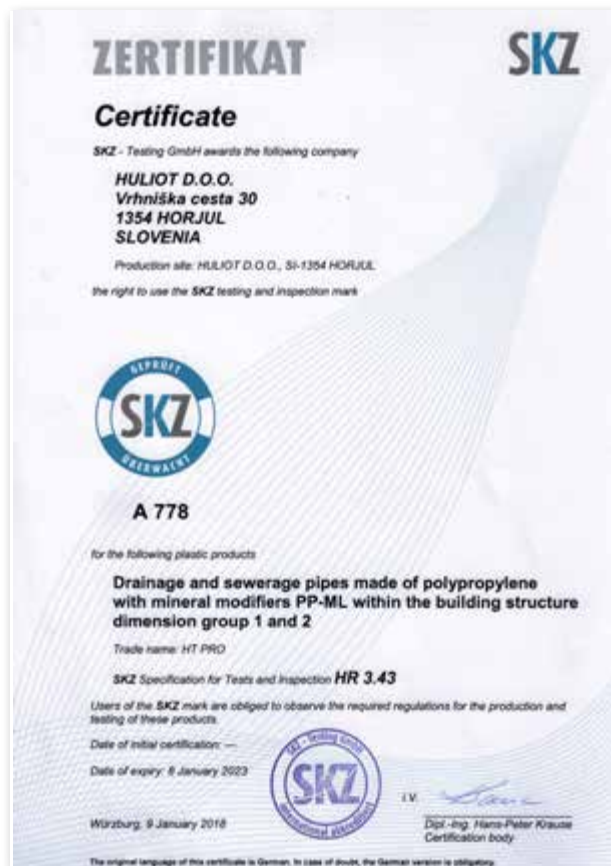 ZERTIFIKAT
SKZ
Certificate
SKZ - Testing GmbH awards the following company
HULIOT D.O.O.
Vrhniška cesta 30
1354 HORJUL
SLOVENIA
Production site: HULIOT D.O.O., SI-1354 HORJUL
the right to use the SKZ testing and inspection mark
GEPRÜFT
SKZ
ÜBERWACHT
A 778
for the following plastic products
Drainage and sewerage pipes made of polypropylene
with mineral modifiers PP-ML within the building structure
dimension group 1 and 2
Trade name: HT PRO
SKZ Specification for Tests and Inspection HR 3.43
Users of the SKZ mark are obliged to observe the required regulations for the production and
testing of these products.
Date of initial certification: —
Date of expiry: 8 January 2023
SKZ - Testing GmbH
SKZ
international akkreditiert
i.V.
Würzburg, 9 January 2018
Dipl.-Ing. Hans-Peter Krause
Certification body
The original language of this certificate is German. In case of doubt, the German version is obligatory.